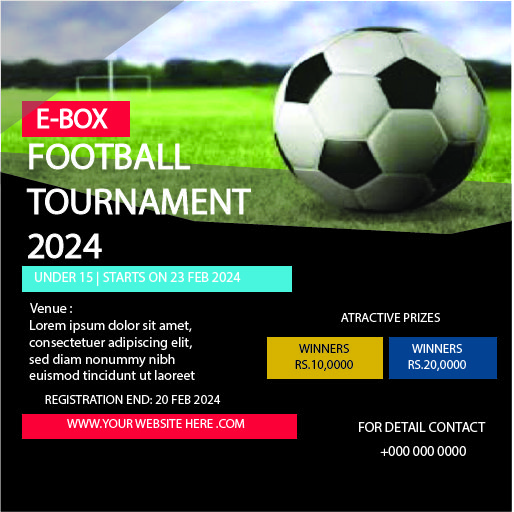 E-BOX
FOOTBALL
TOURNAMENT
2024
UNDER 15 | STARTS ON 23 FEB 2024
Venue :
Lorem ipsum dolor sit amet,
consectetuer adipiscing elit,
sed diam nonummy nibh
euismod tincidunt ut laoreet
REGISTRATION END: 20 FEB 2024
WWW.YOUR WEBSITE HERE .COM
ATRACTIVE PRIZES
WINNERS
RS.10,0000
WINNERS
RS.20,0000
FOR DETAIL CONTACT
+000 000 0000